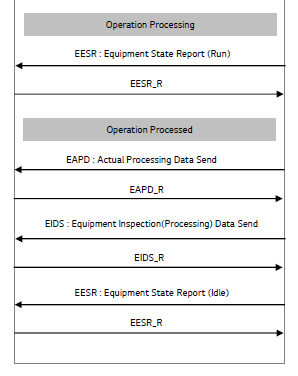 Operation Processing
EESR : Equipment State Report (Run)
EESR_R
Operation Processed
EAPD : Actual Processing Data Send
EAPD_R
EIDS : Equipment Inspection(Processing) Data Send
EIDS_R
EESR : Equipment State Report (Idle)
EESR_R